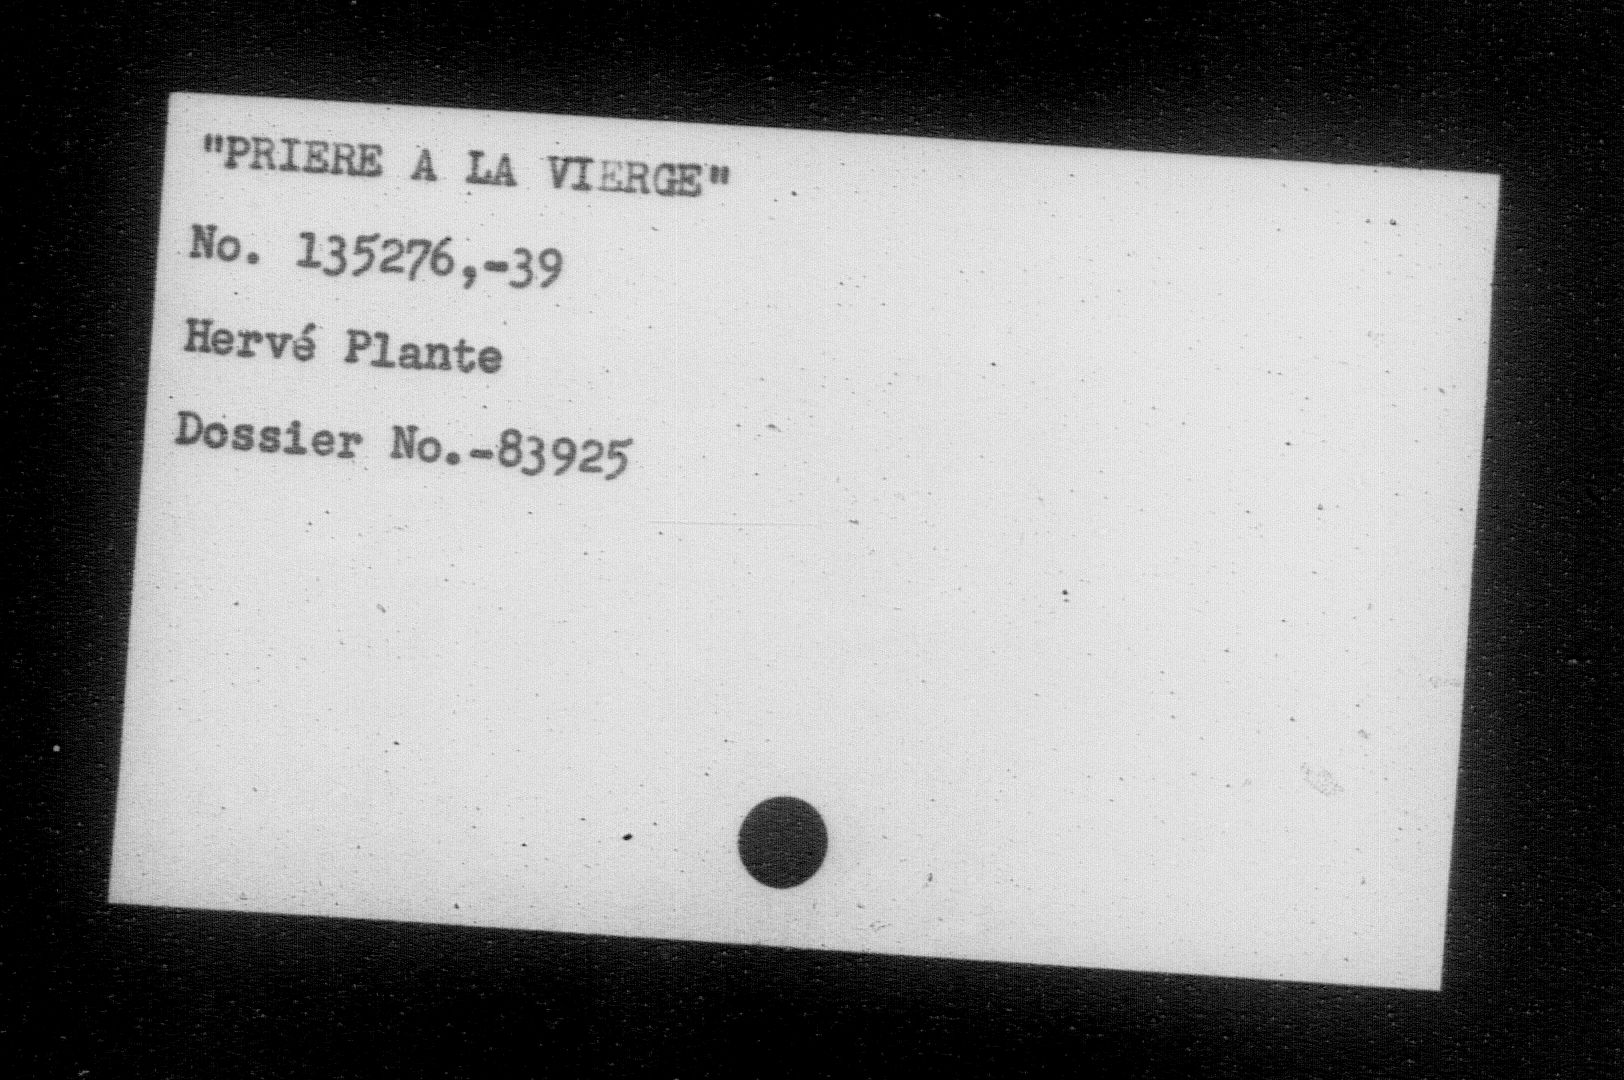 "PRIERE A LA VIERGE"
No. 135276,-39
Hervé Plante
Dossier No.-83925